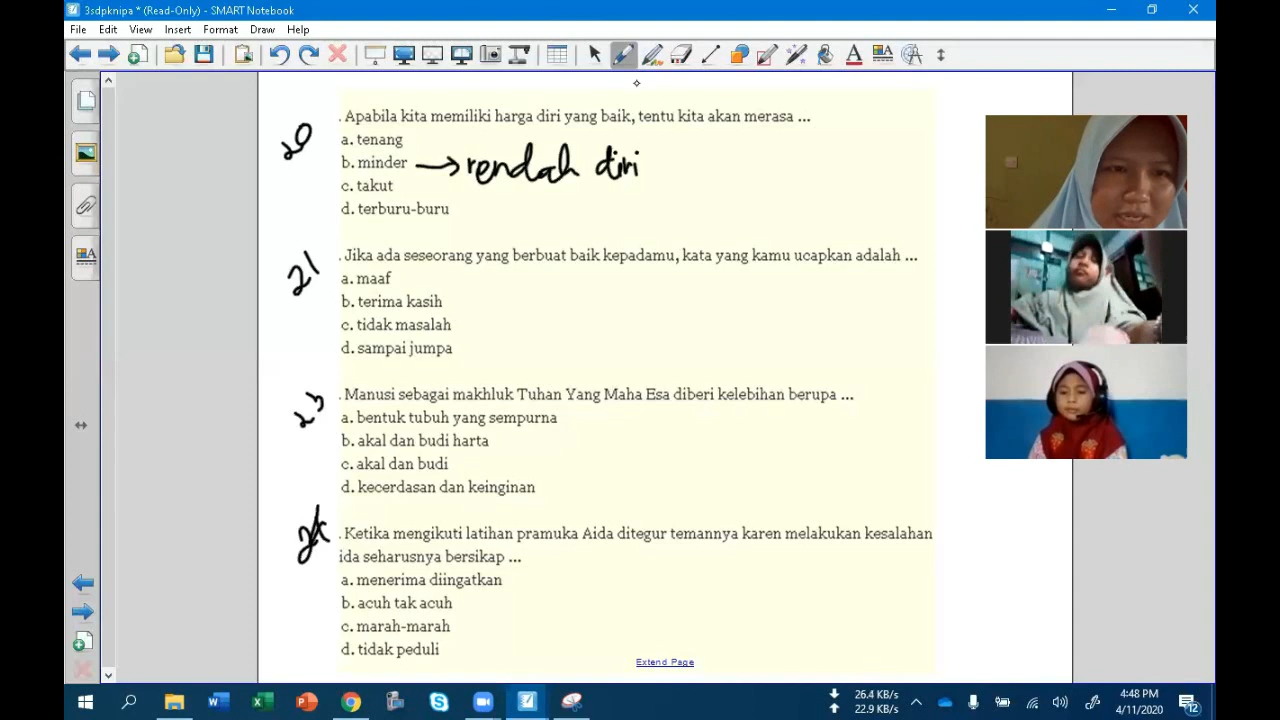 3sdpknipa * (Read-Only) - SMART Notebook
File Edit View Insert Format Draw Help
20 . Apabila kita memiliki harga diri yang baik, tentu kita akan merasa ...
a. tenang
b. minder → rendah diri
c. takut
d. terburu-buru
21 . Jika ada seseorang yang berbuat baik kepadamu, kata yang kamu ucapkan adalah ...
a. maaf
b. terima kasih
c. tidak masalah
d. sampai jumpa
23 . Manusi sebagai makhluk Tuhan Yang Maha Esa diberi kelebihan berupa ...
a. bentuk tubuh yang sempurna
b. akal dan budi harta
c. akal dan budi
d. kecerdasan dan keinginan
. Ketika mengikuti latihan pramuka Aida ditegur temannya karen melakukan kesalahan
ida seharusnya bersikap ...
a. menerima diingatkan
b. acuh tak acuh
c. marah-marah
d. tidak peduli
Extend Page
26.4 KB/s
22.9 KB/s
4:48 PM
4/11/2020
12